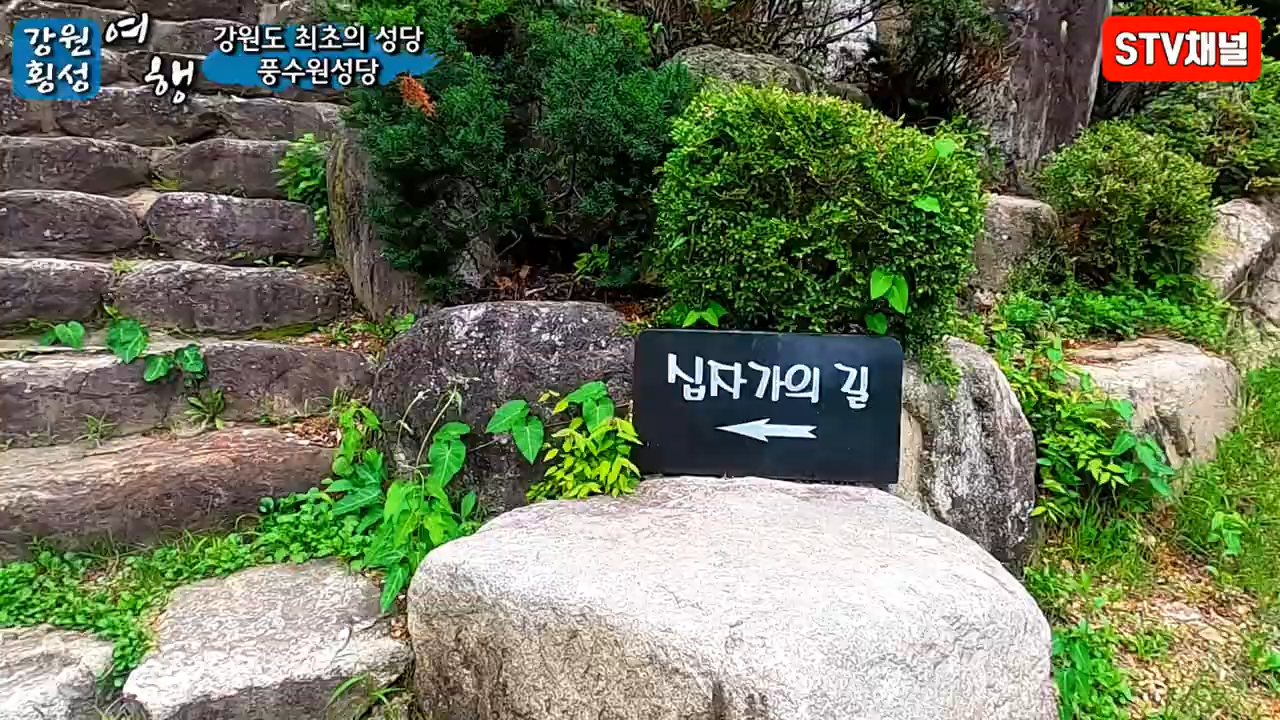 강원 여행
횡성
강원도 최초의 성당
풍수원성당
STV채널
십자가의 길